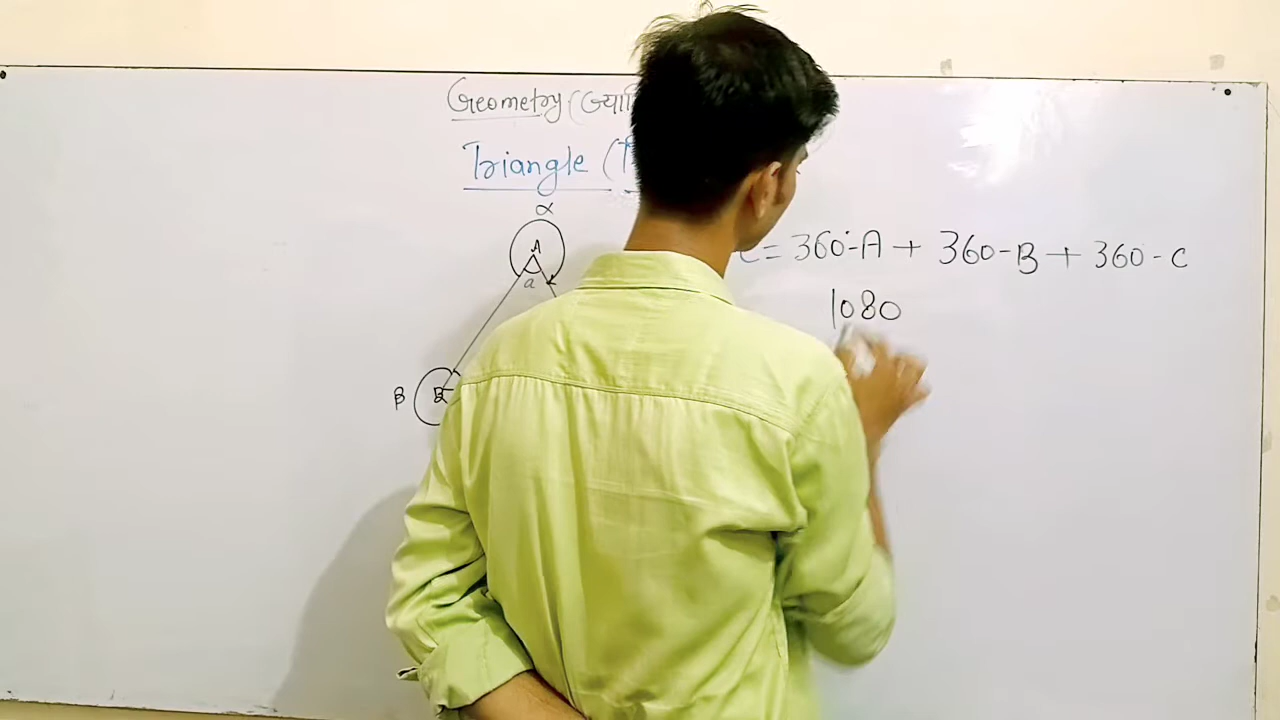 Geometry (ज्या
Triangle (
α
A
a
= 360°-A + 360-B + 360-C
1080
β
B